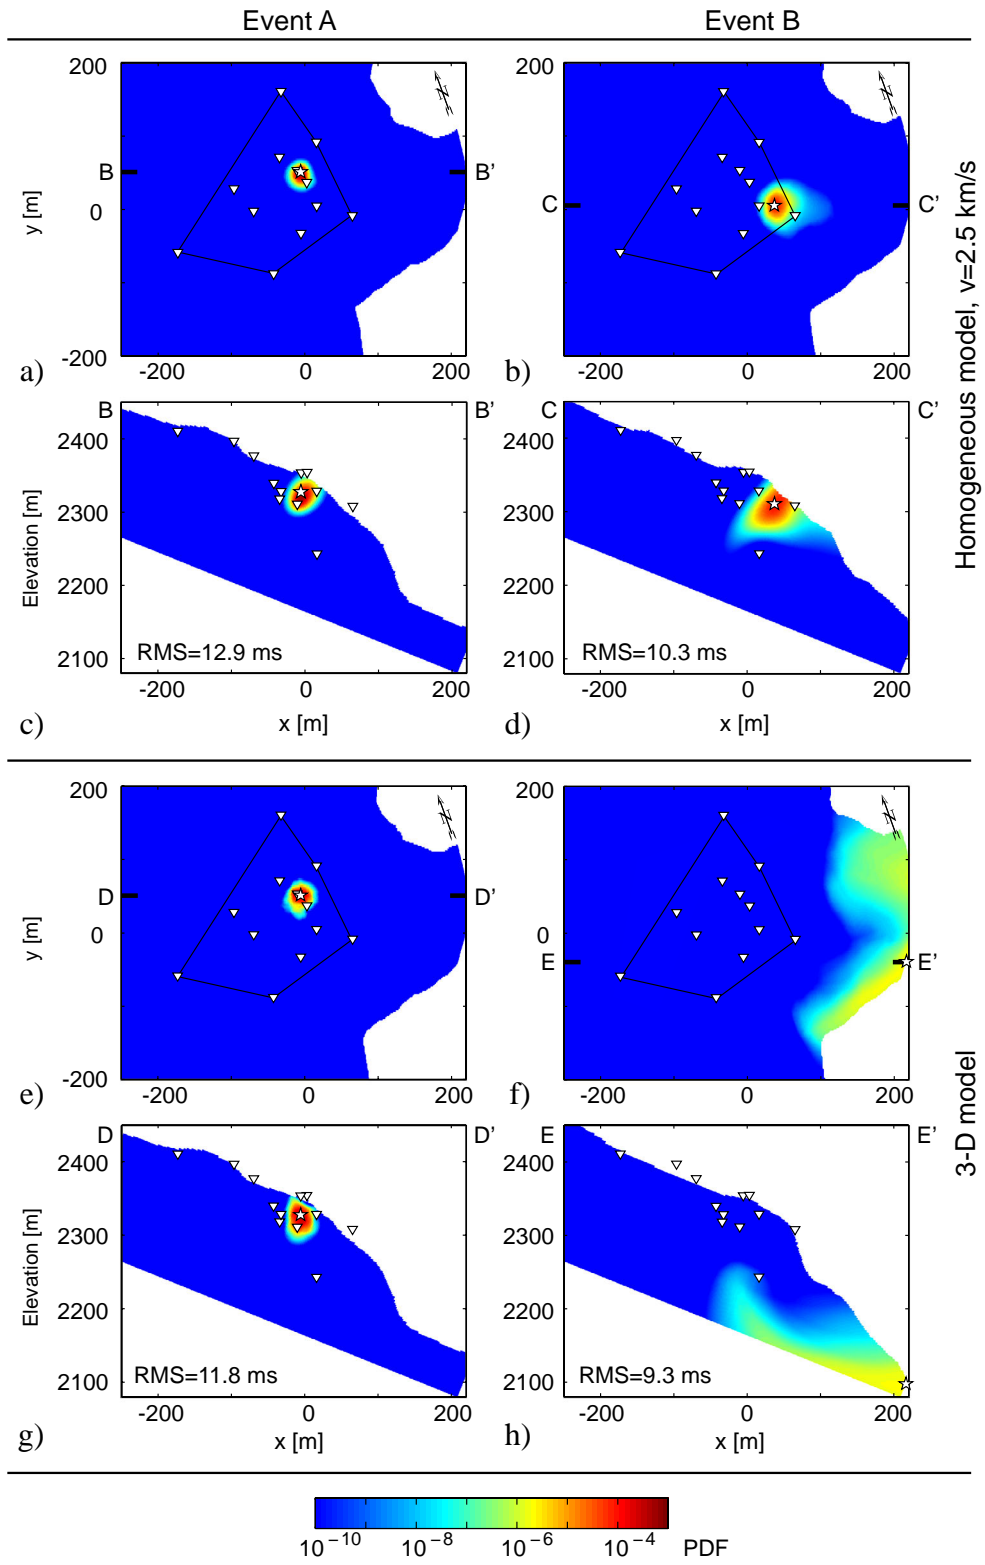 Event A
Event B
200
0
-200
y [m]
B
B'
N
-200
0
200
a)
C
C'
N
-200
0
200
b)
Homogeneous model, v=2.5 km/s
B
B'
2400
2300
2200
2100
Elevation [m]
RMS=12.9 ms
-200
0
200
x [m]
c)
C
C'
2400
2300
2200
2100
RMS=10.3 ms
-200
0
200
x [m]
d)
200
0
-200
y [m]
D
D'
N
-200
0
200
e)
200
0
E
E'
N
-200
0
200
f)
3-D model
D
D'
2400
2300
2200
2100
Elevation [m]
RMS=11.8 ms
-200
0
200
x [m]
g)
E
E'
2400
2300
2200
2100
RMS=9.3 ms
-200
0
200
x [m]
h)
10⁻¹⁰ 10⁻⁸ 10⁻⁶ 10⁻⁴ PDF